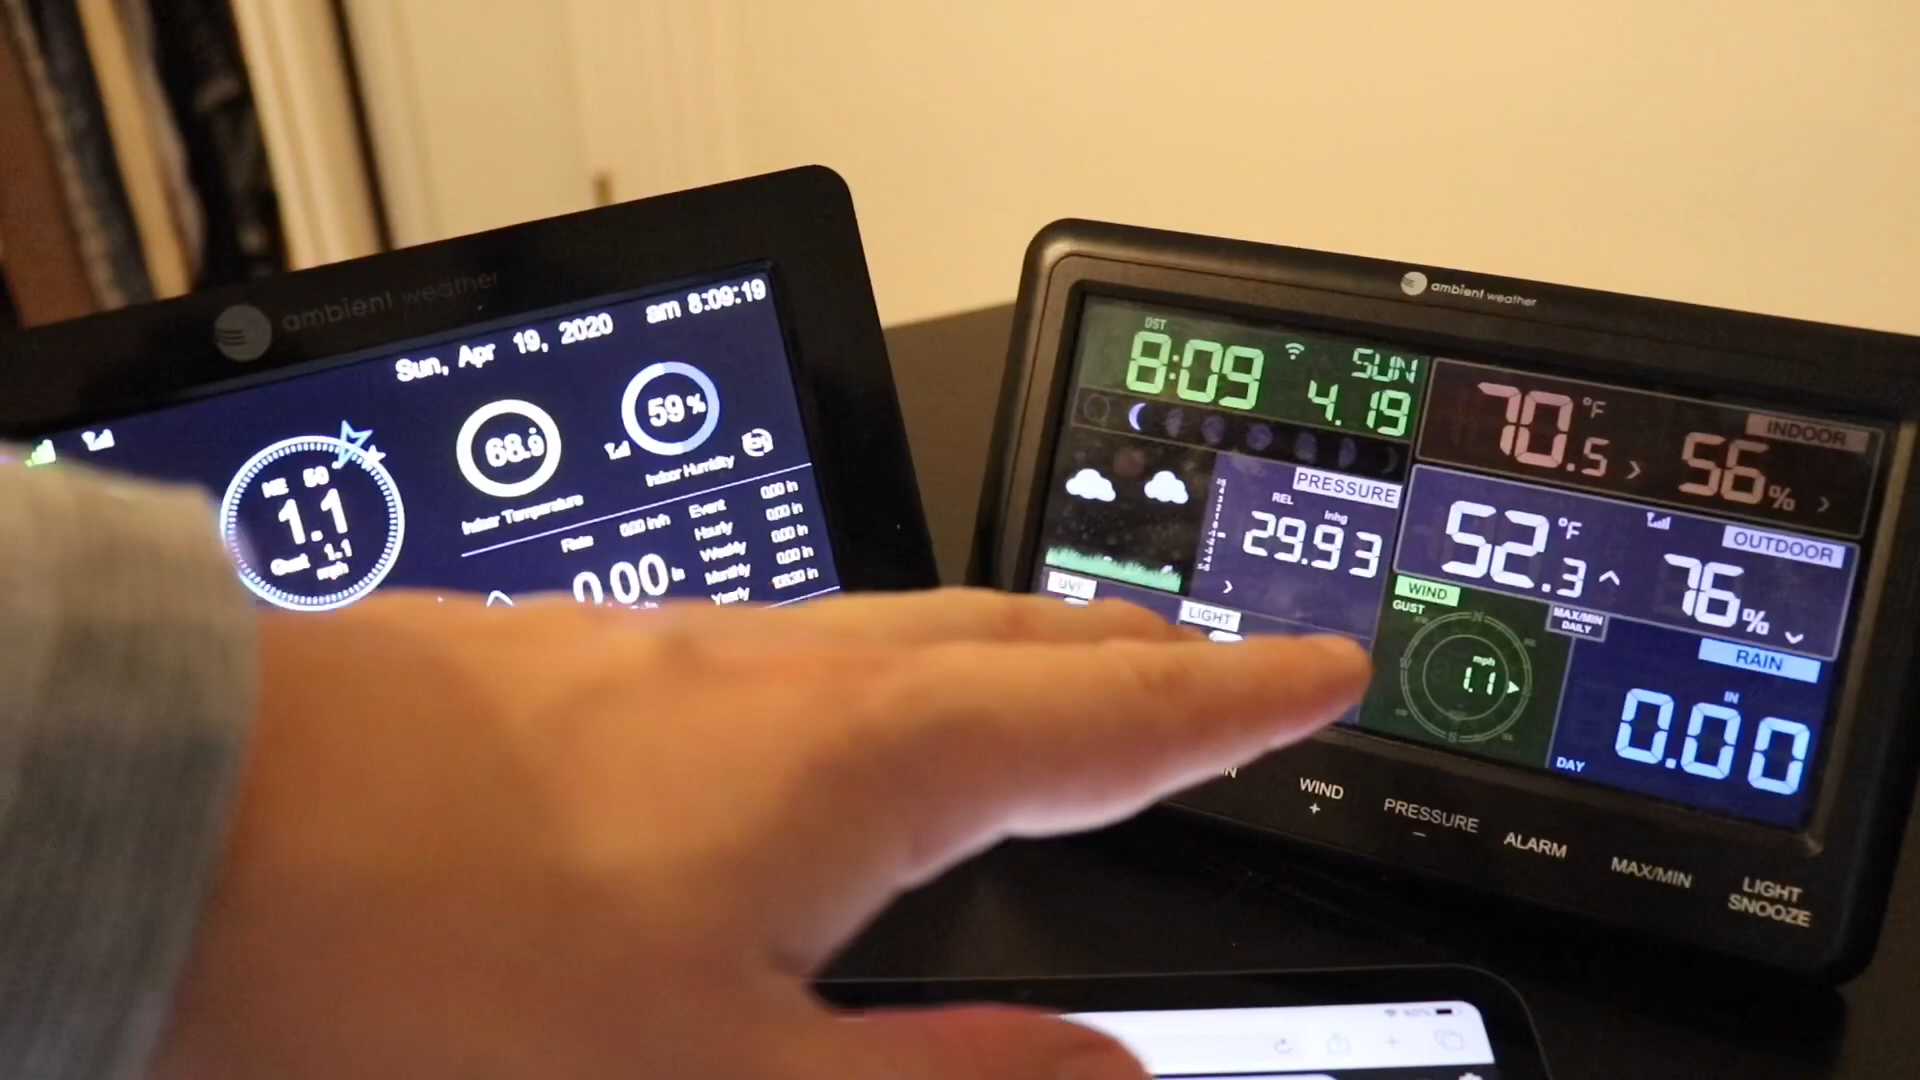 ambient weather
Sun, Apr 19, 2020 am 8:09:19
68.9
59%
Indoor Temperature
Indoor Humidity
NE
1.1
Gust 1.1
mph
Rate 0.00 in/h
0.00 in
Event 0.00 in
Hourly 0.00 in
Weekly 0.00 in
Monthly 0.00 in
Yearly
ambient weather
DST
8:09
SUN
4.19
INDOOR
70.5 °F
56%
PRESSURE
REL
inhg
29.93
OUTDOOR
52.3 °F
76%
UVI
LIGHT
WIND
GUST
N
mph
1.1
S
MAX/MIN
DAILY
RAIN
IN
0.00
DAY
WIND
+
PRESSURE
−
ALARM
MAX/MIN
LIGHT
SNOOZE